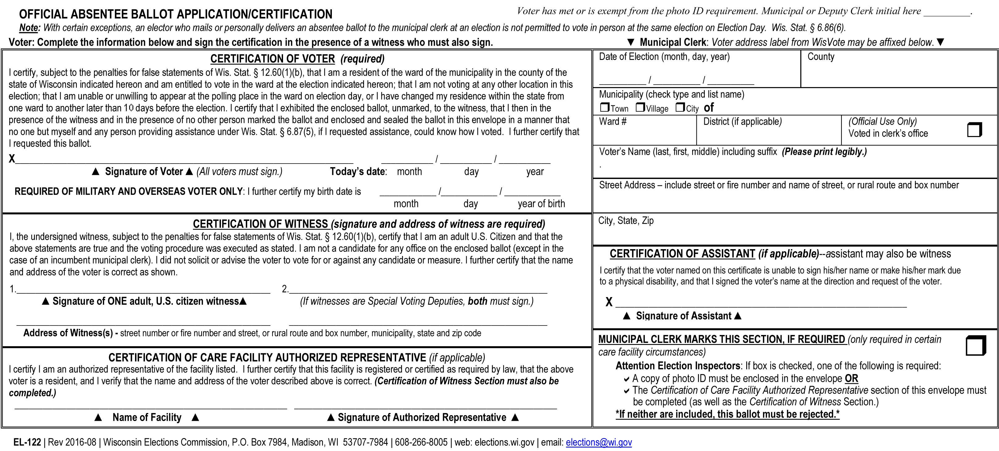 OFFICIAL ABSENTEE BALLOT APPLICATION/CERTIFICATION
Voter has met or is exempt from the photo ID requirement. Municipal or Deputy Clerk initial here _________.
Note: With certain exceptions, an elector who mails or personally delivers an absentee ballot to the municipal clerk at an election is not permitted to vote in person at the same election on Election Day. Wis. Stat. § 6.86(6).
Voter: Complete the information below and sign the certification in the presence of a witness who must also sign.
▼ Municipal Clerk: Voter address label from WisVote may be affixed below. ▼
CERTIFICATION OF VOTER (required)
I certify, subject to the penalties for false statements of Wis. Stat. § 12.60(1)(b), that I am a resident of the ward of the municipality in the county of the
state of Wisconsin indicated hereon and am entitled to vote in the ward at the election indicated hereon; that I am not voting at any other location in this
election; that I am unable or unwilling to appear at the polling place in the ward on election day, or I have changed my residence within the state from
one ward to another later than 10 days before the election. I certify that I exhibited the enclosed ballot, unmarked, to the witness, that I then in the
presence of the witness and in the presence of no other person marked the ballot and enclosed and sealed the ballot in this envelope in a manner that
no one but myself and any person providing assistance under Wis. Stat. § 6.87(5), if I requested assistance, could know how I voted. I further certify that
I requested this ballot.
X____________________ ________ / ________ / ________
▲ Signature of Voter ▲ (All voters must sign.) Today's date: month day year
REQUIRED OF MILITARY AND OVERSEAS VOTER ONLY: I further certify my birth date is ________ / ________ / ________
month day year of birth
CERTIFICATION OF WITNESS (signature and address of witness are required)
I, the undersigned witness, subject to the penalties for false statements of Wis. Stat. § 12.60(1)(b), certify that I am an adult U.S. Citizen and that the
above statements are true and the voting procedure was executed as stated. I am not a candidate for any office on the enclosed ballot (except in the
case of an incumbent municipal clerk). I did not solicit or advise the voter to vote for or against any candidate or measure. I further certify that the name
and address of the voter is correct as shown.
1.____________________ 2.____________________
▲ Signature of ONE adult, U.S. citizen witness▲ (If witnesses are Special Voting Deputies, both must sign.)
Address of Witness(s) - street number or fire number and street, or rural route and box number, municipality, state and zip code
CERTIFICATION OF CARE FACILITY AUTHORIZED REPRESENTATIVE (if applicable)
I certify I am an authorized representative of the facility listed. I further certify that this facility is registered or certified as required by law, that the above
voter is a resident, and I verify that the name and address of the voter described above is correct. (Certification of Witness Section must also be
completed.)
▲ Name of Facility ▲ ▲ Signature of Authorized Representative ▲
Date of Election (month, day, year)
County
_________ / _________ / _________
Municipality (check type and list name)
❒Town ❒Village ❒City of
Ward #
District (if applicable)
(Official Use Only)
Voted in clerk's office ❒
Voter's Name (last, first, middle) including suffix (Please print legibly.)
.
Street Address – include street or fire number and name of street, or rural route and box number
City, State, Zip
CERTIFICATION OF ASSISTANT (if applicable)--assistant may also be witness
I certify that the voter named on this certificate is unable to sign his/her name or make his/her mark due
to a physical disability, and that I signed the voter's name at the direction and request of the voter.
X ____________________
▲ Signature of Assistant ▲
MUNICIPAL CLERK MARKS THIS SECTION, IF REQUIRED (only required in certain
care facility circumstances) ❒
Attention Election Inspectors: If box is checked, one of the following is required:
✓ A copy of photo ID must be enclosed in the envelope OR
✓ The Certification of Care Facility Authorized Representative section of this envelope must
be completed (as well as the Certification of Witness Section.)
*If neither are included, this ballot must be rejected.*
EL-122 | Rev 2016-08 | Wisconsin Elections Commission, P.O. Box 7984, Madison, WI 53707-7984 | 608-266-8005 | web: elections.wi.gov | email: elections@wi.gov